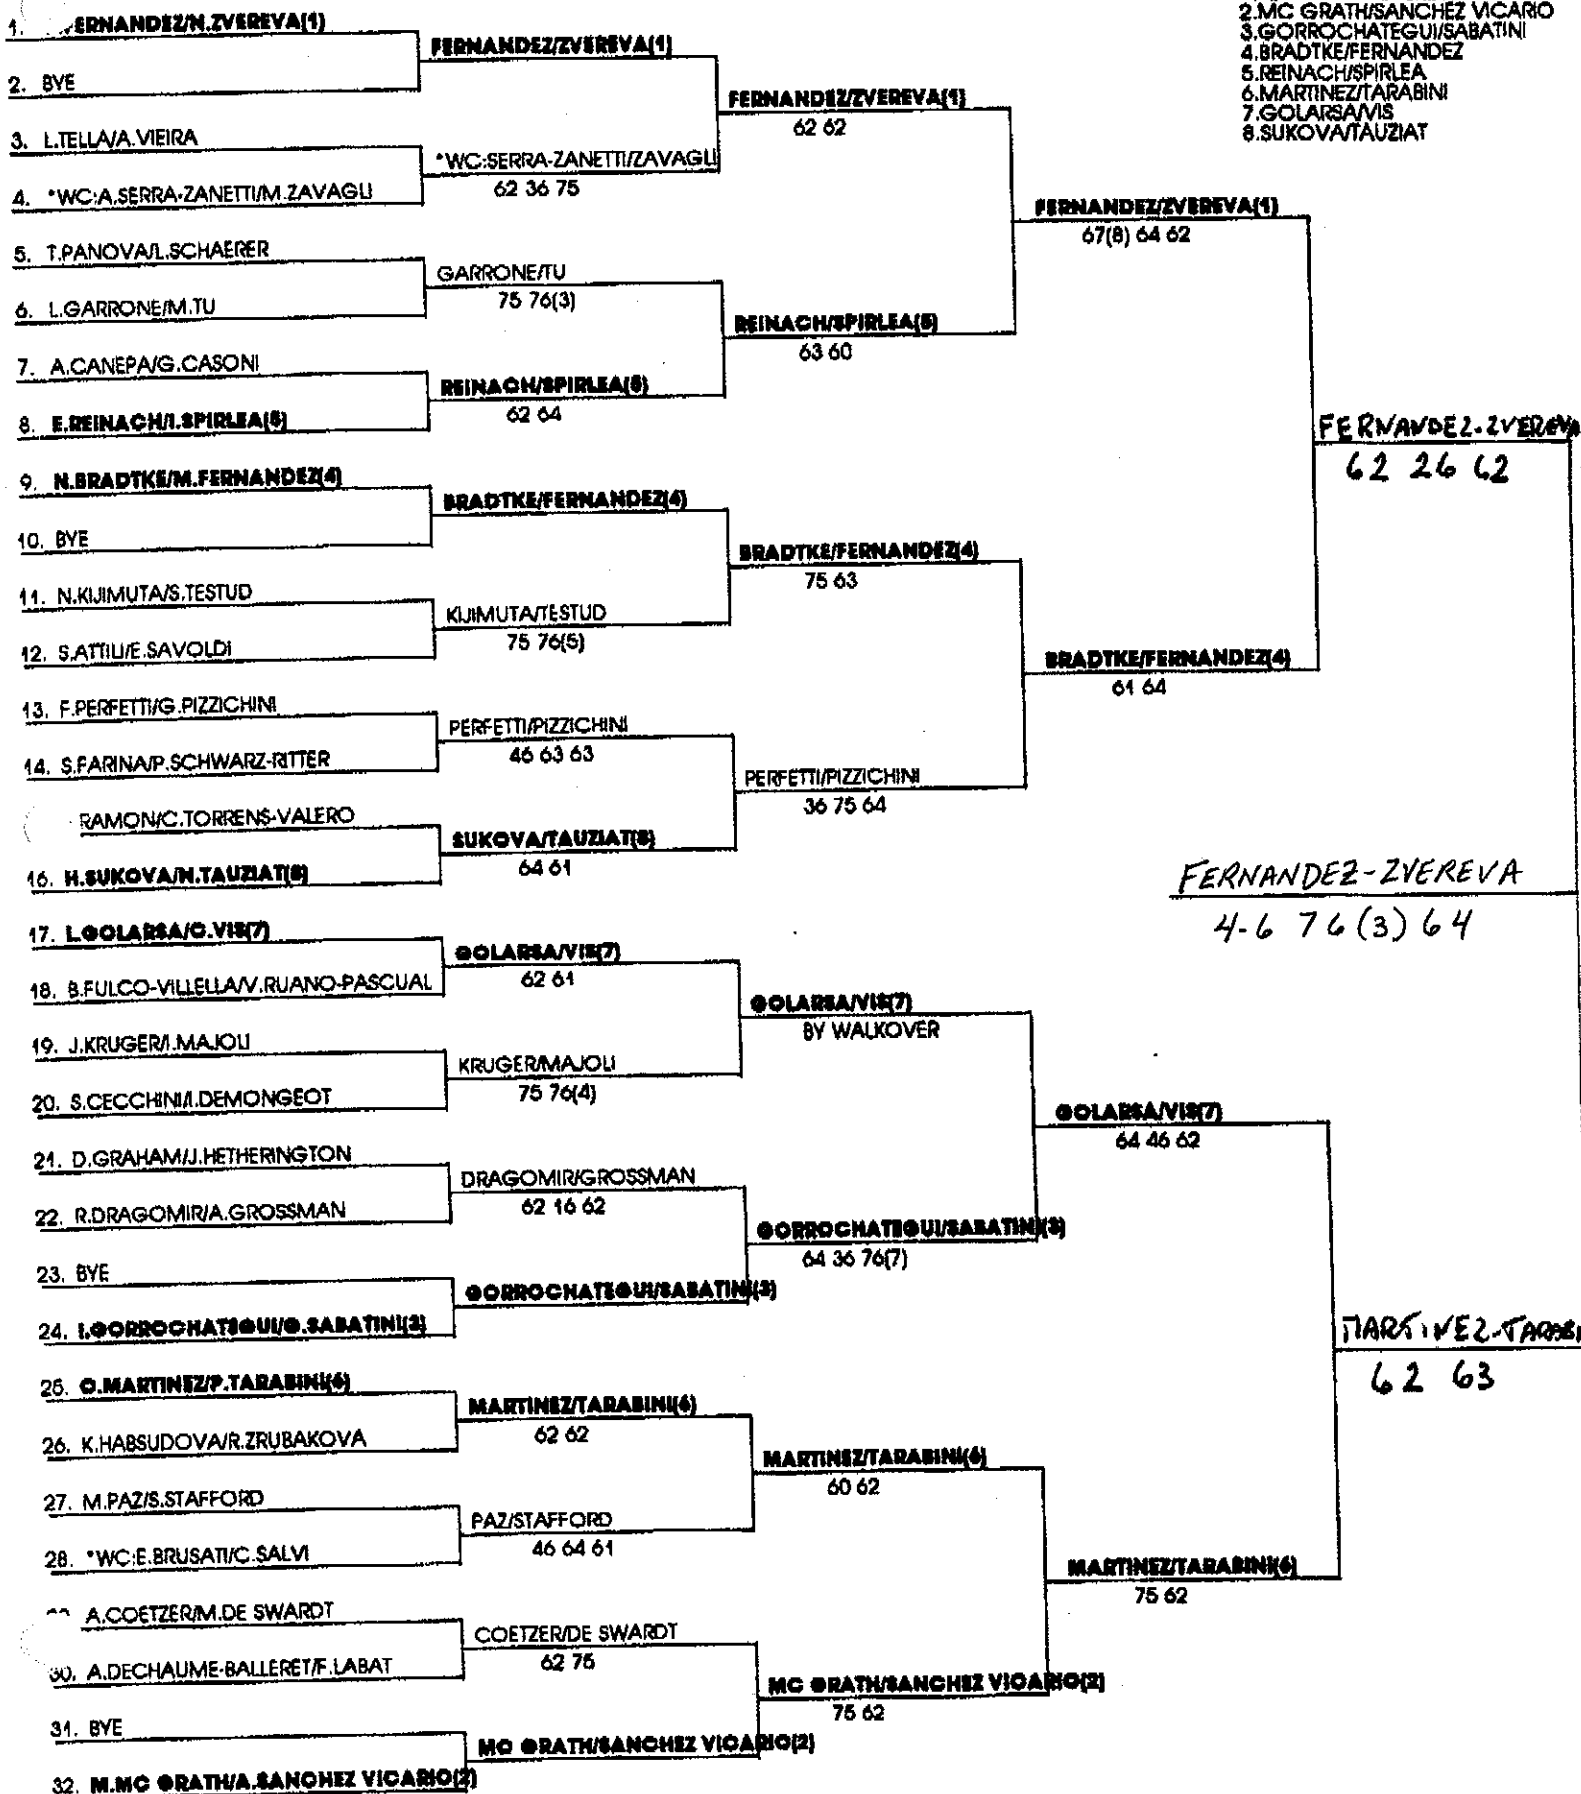 2.MC GRATH/SANCHEZ VICARIO
3.GORROCHATEGUI/SABATINI
4.BRADTKE/FERNANDEZ
5.REINACH/SPIRLEA
6.MARTINEZ/TARABINI
7.GOLARSA/VIS
8.SUKOVA/TAUZIAT
1. FERNANDEZ/N.ZVEREVA(1)
2. BYE
3. L.TELLA/A.VIEIRA
4. *WC:A.SERRA-ZANETTI/M.ZAVAGLI
5. T.PANOVA/L.SCHAERER
6. L.GARRONE/M.TU
7. A.CANEPA/G.CASONI
8. E.REINACH/I.SPIRLEA(5)
9. N.BRADTKE/M.FERNANDEZ(4)
10. BYE
11. N.KIJIMUTA/S.TESTUD
12. S.ATTILI/E.SAVOLDI
13. F.PERFETTI/G.PIZZICHINI
14. S.FARINA/P.SCHWARZ-RITTER
RAMON/C.TORRENS-VALERO
16. H.SUKOVA/N.TAUZIAT(8)
17. L.GOLARSA/C.VIS(7)
18. B.FULCO-VILLELLA/V.RUANO-PASCUAL
19. J.KRUGER/I.MAJOLI
20. S.CECCHINI/I.DEMONGEOT
21. D.GRAHAM/J.HETHERINGTON
22. R.DRAGOMIR/A.GROSSMAN
23. BYE
24. I.GORROCHATEGUI/G.SABATINI(3)
25. C.MARTINEZ/P.TARABINI(6)
26. K.HABSUDOVA/R.ZRUBAKOVA
27. M.PAZ/S.STAFFORD
28. *WC:E.BRUSATI/C.SALVI
A.COETZER/M.DE SWARDT
30. A.DECHAUME-BALLERET/F.LABAT
31. BYE
32. M.MC GRATH/A.SANCHEZ VICARIO(2)
FERNANDEZ/ZVEREVA(1)
*WC:SERRA-ZANETTI/ZAVAGLI
62 36 75
GARRONE/TU
75 76(3)
REINACH/SPIRLEA(5)
62 64
BRADTKE/FERNANDEZ(4)
KIJIMUTA/TESTUD
75 76(5)
PERFETTI/PIZZICHINI
46 63 63
SUKOVA/TAUZIAT(8)
64 61
GOLARSA/VIS(7)
62 61
KRUGER/MAJOLI
75 76(4)
DRAGOMIR/GROSSMAN
62 16 62
GORROCHATEGUI/SABATINI(3)
MARTINEZ/TARABINI(6)
62 62
PAZ/STAFFORD
46 64 61
COETZER/DE SWARDT
62 75
MC GRATH/SANCHEZ VICARIO(2)
FERNANDEZ/ZVEREVA(1)
62 62
REINACH/SPIRLEA(5)
63 60
BRADTKE/FERNANDEZ(4)
75 63
PERFETTI/PIZZICHINI
36 75 64
GOLARSA/VIS(7)
BY WALKOVER
GORROCHATEGUI/SABATINI(3)
64 36 76(7)
MARTINEZ/TARABINI(6)
60 62
MC GRATH/SANCHEZ VICARIO(2)
75 62
FERNANDEZ/ZVEREVA(1)
67(8) 64 62
BRADTKE/FERNANDEZ(4)
61 64
GOLARSA/VIS(7)
64 46 62
MARTINEZ/TARABINI(6)
75 62
FERNANDEZ-ZVEREVA
62 26 62
MARTINEZ-TARABI
62 63
FERNANDEZ-ZVEREVA
4-6 76(3) 64